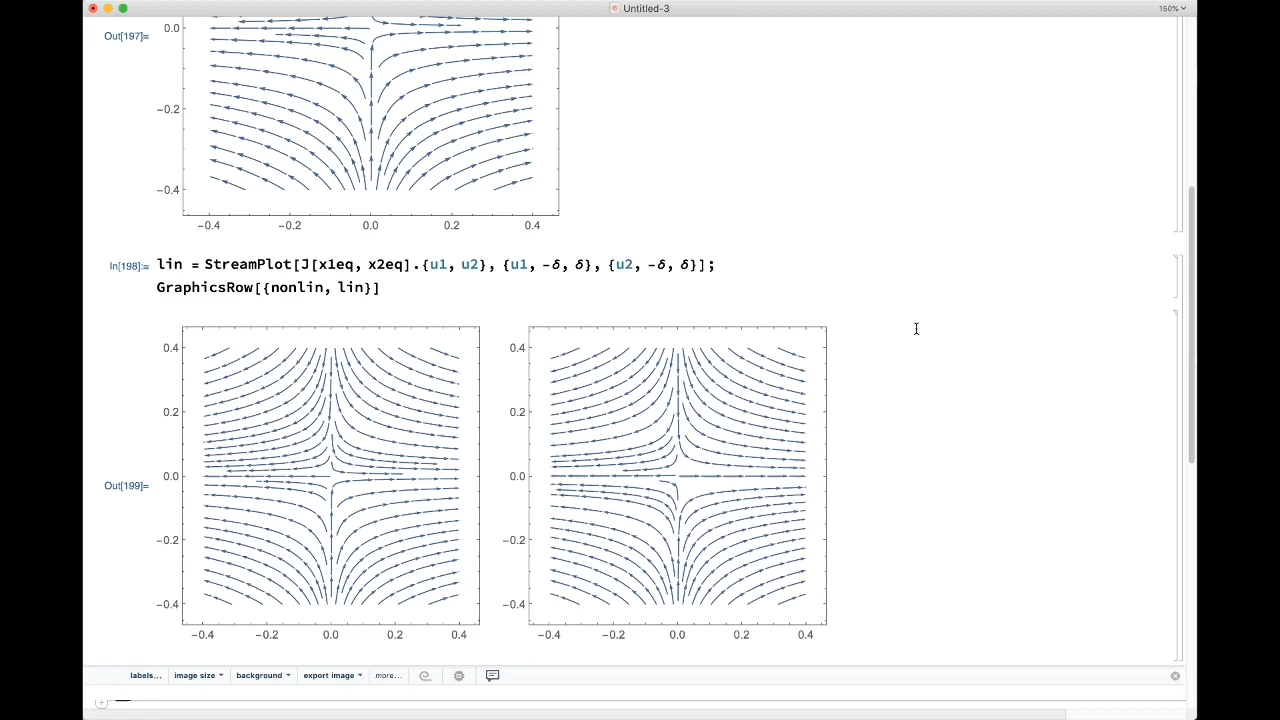 Untitled-3
150%
0.0
Out[197]=
-0.2
-0.4
-0.4 -0.2 0.0 0.2 0.4
In[198]:= lin = StreamPlot[J[x1eq, x2eq].{u1, u2}, {u1, -δ, δ}, {u2, -δ, δ}];
GraphicsRow[{nonlin, lin}]
0.4 0.4
0.2 0.2
0.0 0.0
Out[199]=
-0.2 -0.2
-0.4 -0.4
-0.4 -0.2 0.0 0.2 0.4 -0.4 -0.2 0.0 0.2 0.4
labels... image size background export image more...